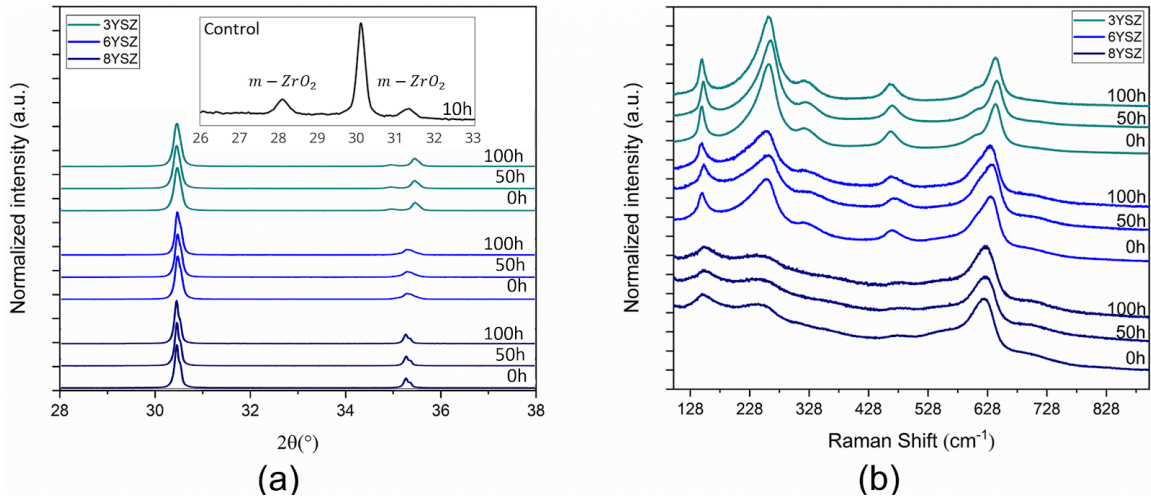 3YSZ
6YSZ
8YSZ
Control
m − ZrO₂
m − ZrO₂
10h
26 27 28 29 30 31 32 33
100h
50h
0h
100h
50h
0h
100h
50h
0h
28 30 32 34 36 38
2θ(°)
Normalized intensity (a.u.)
(a)
3YSZ
6YSZ
8YSZ
100h
50h
0h
100h
50h
0h
100h
50h
0h
128 228 328 428 528 628 728 828
Raman Shift (cm⁻¹)
Normalized intensity (a.u.)
(b)